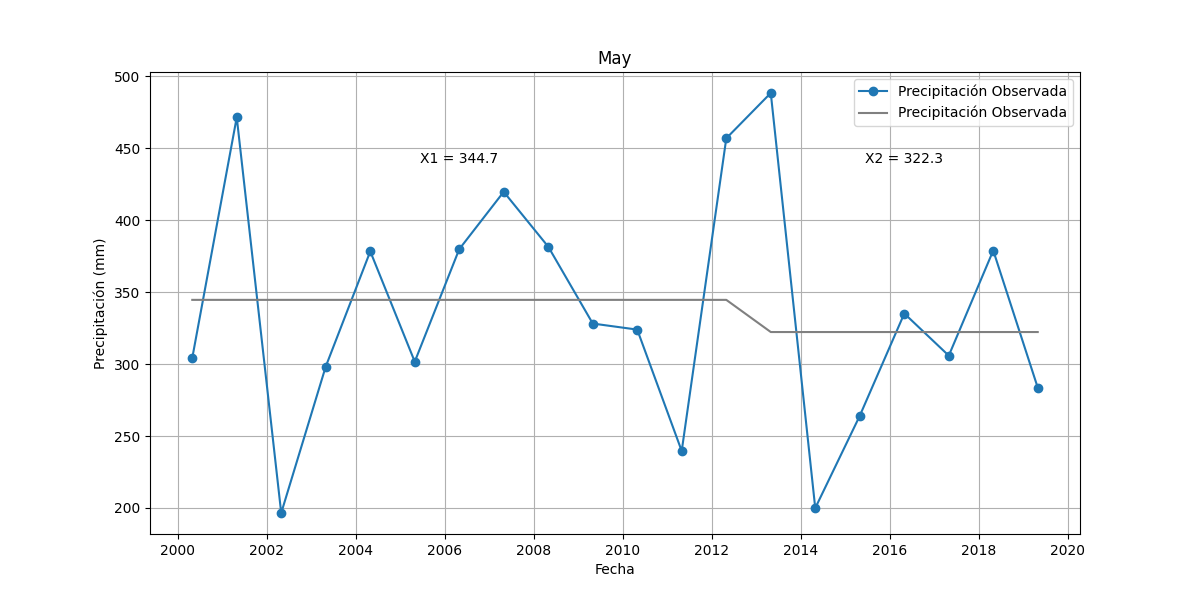 May
Precipitación Observada
Precipitación Observada
X1 = 344.7
X2 = 322.3
Precipitación (mm)
500
450
400
350
300
250
200
2000
2002
2004
2006
2008
2010
2012
2014
2016
2018
2020
Fecha